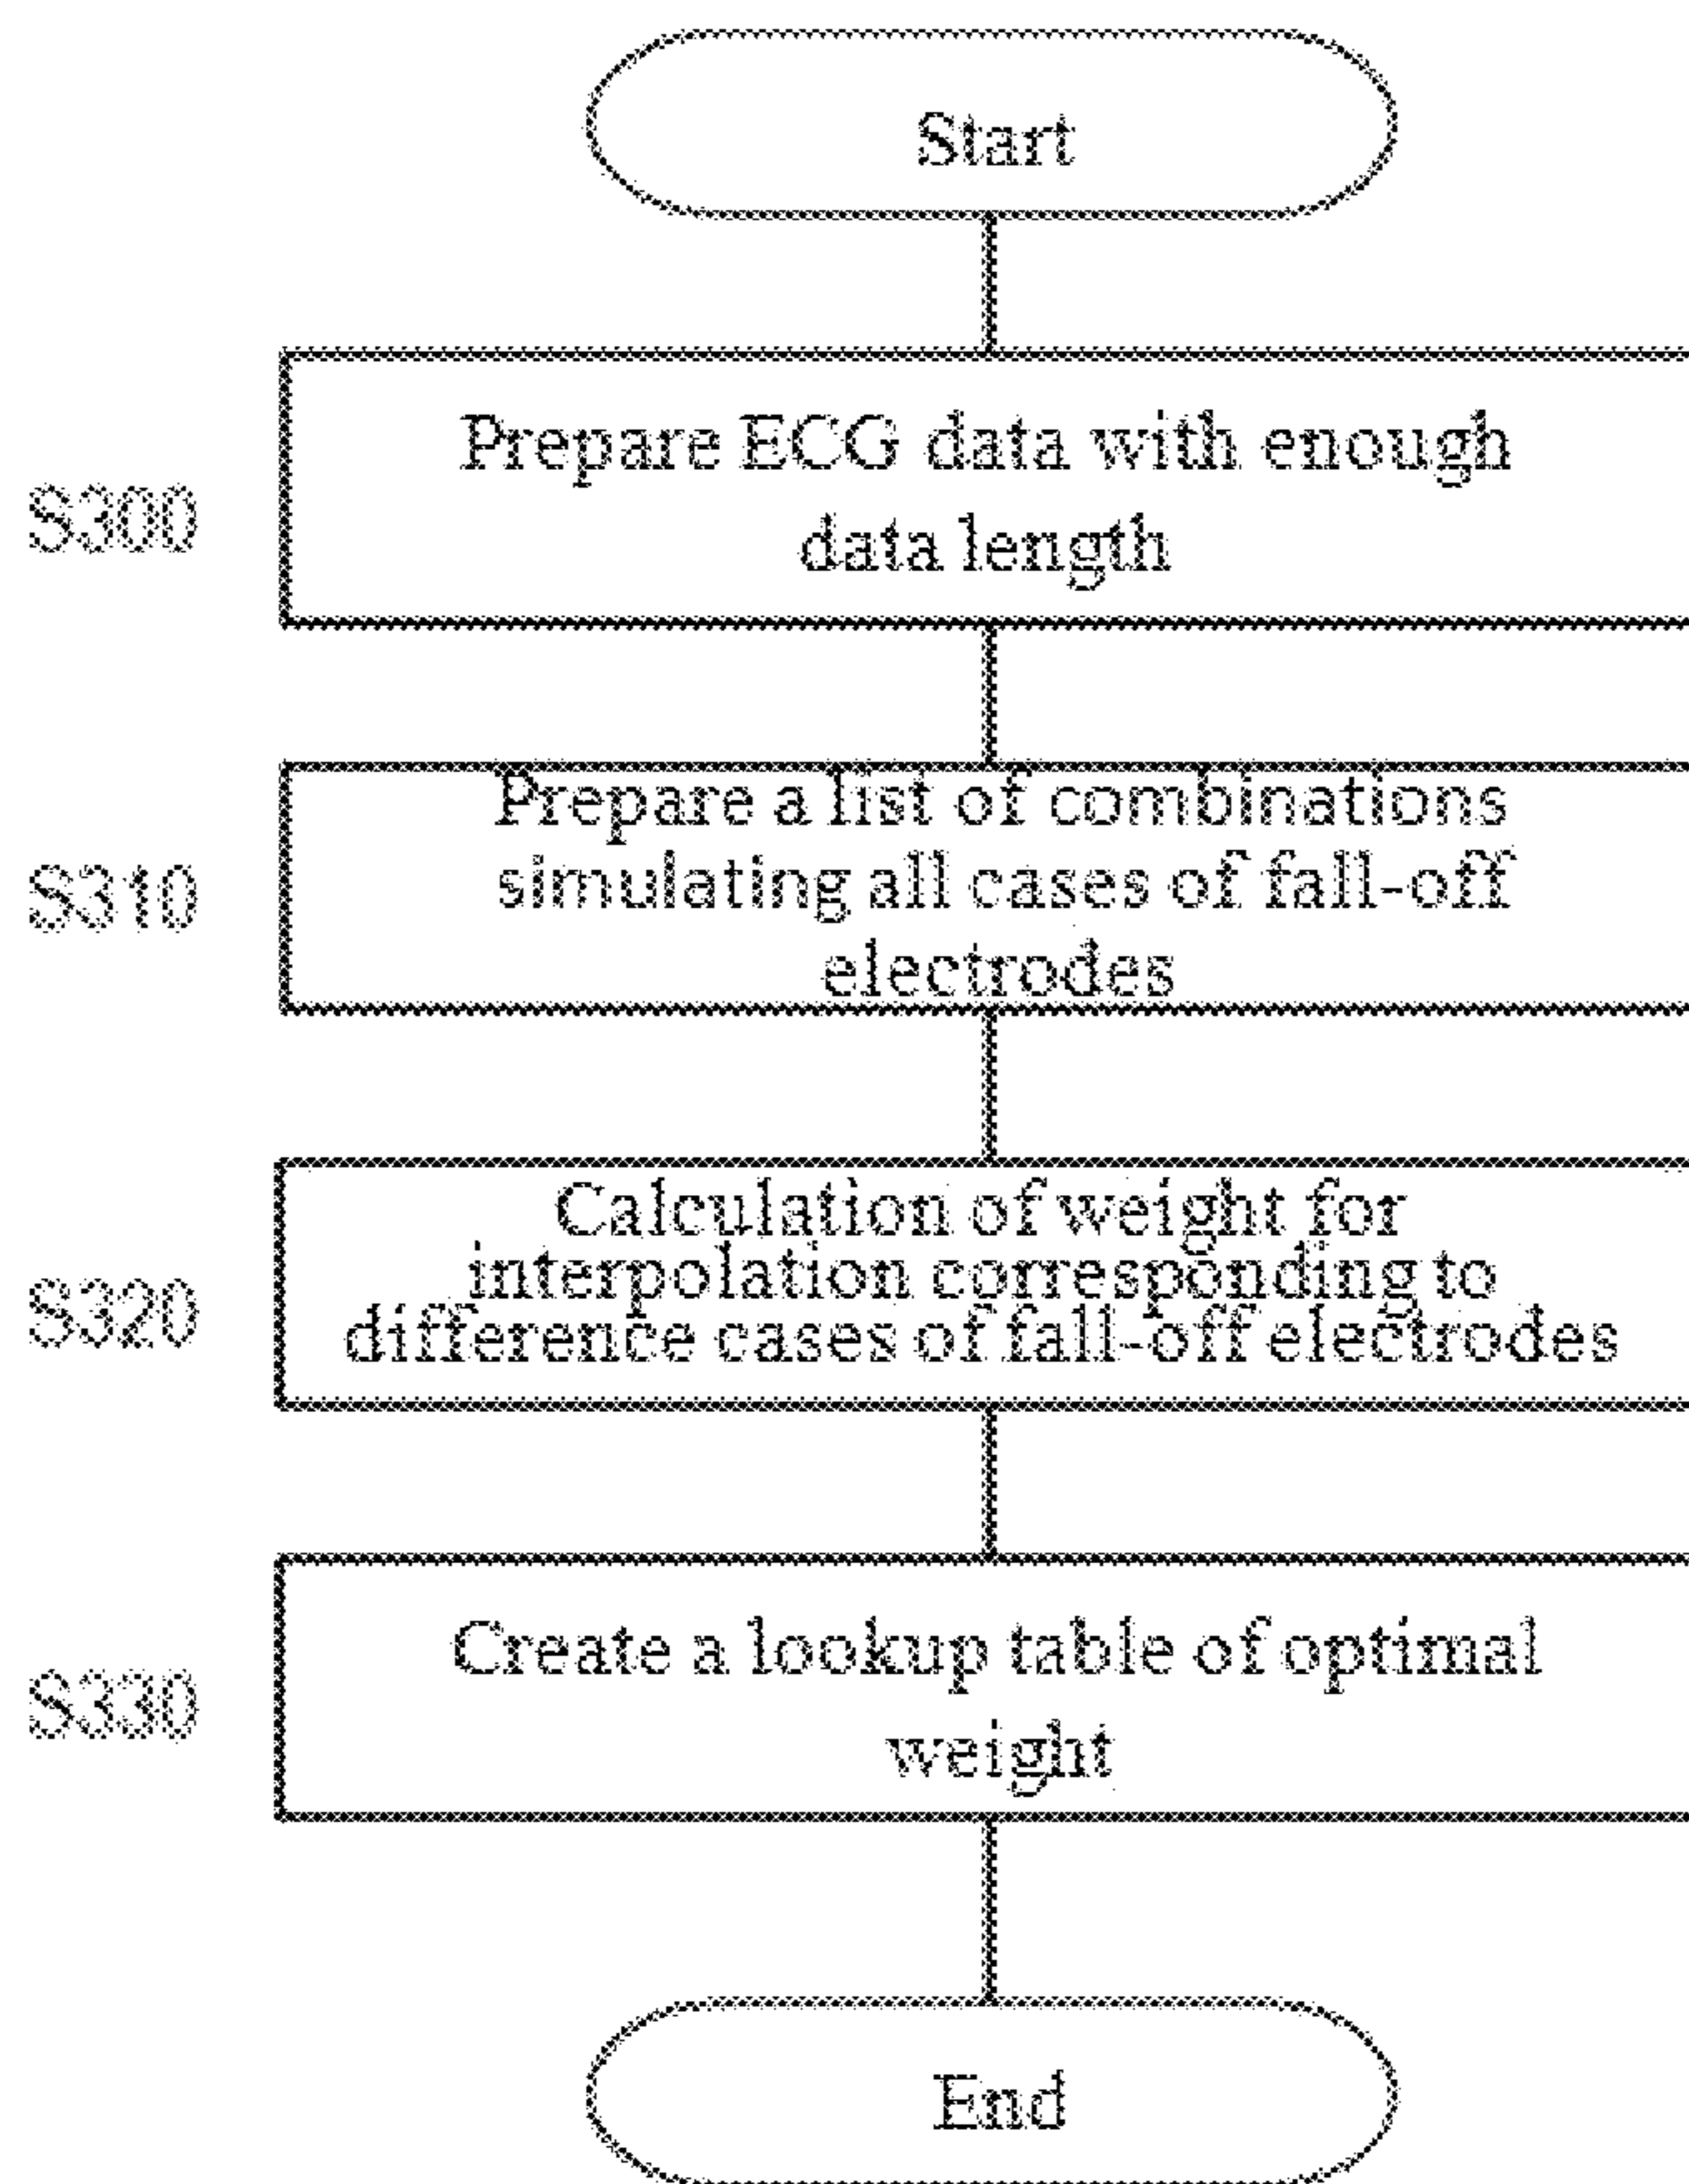 Start
Prepare ECG data with enough
data length
S300
Prepare a list of combinations
simulating all cases of fall-off
electrodes
S310
Calculation of weight for
interpolation corresponding to
difference cases of fall-off electrodes
S320
Create a lookup table of optimal
weight
S330
End